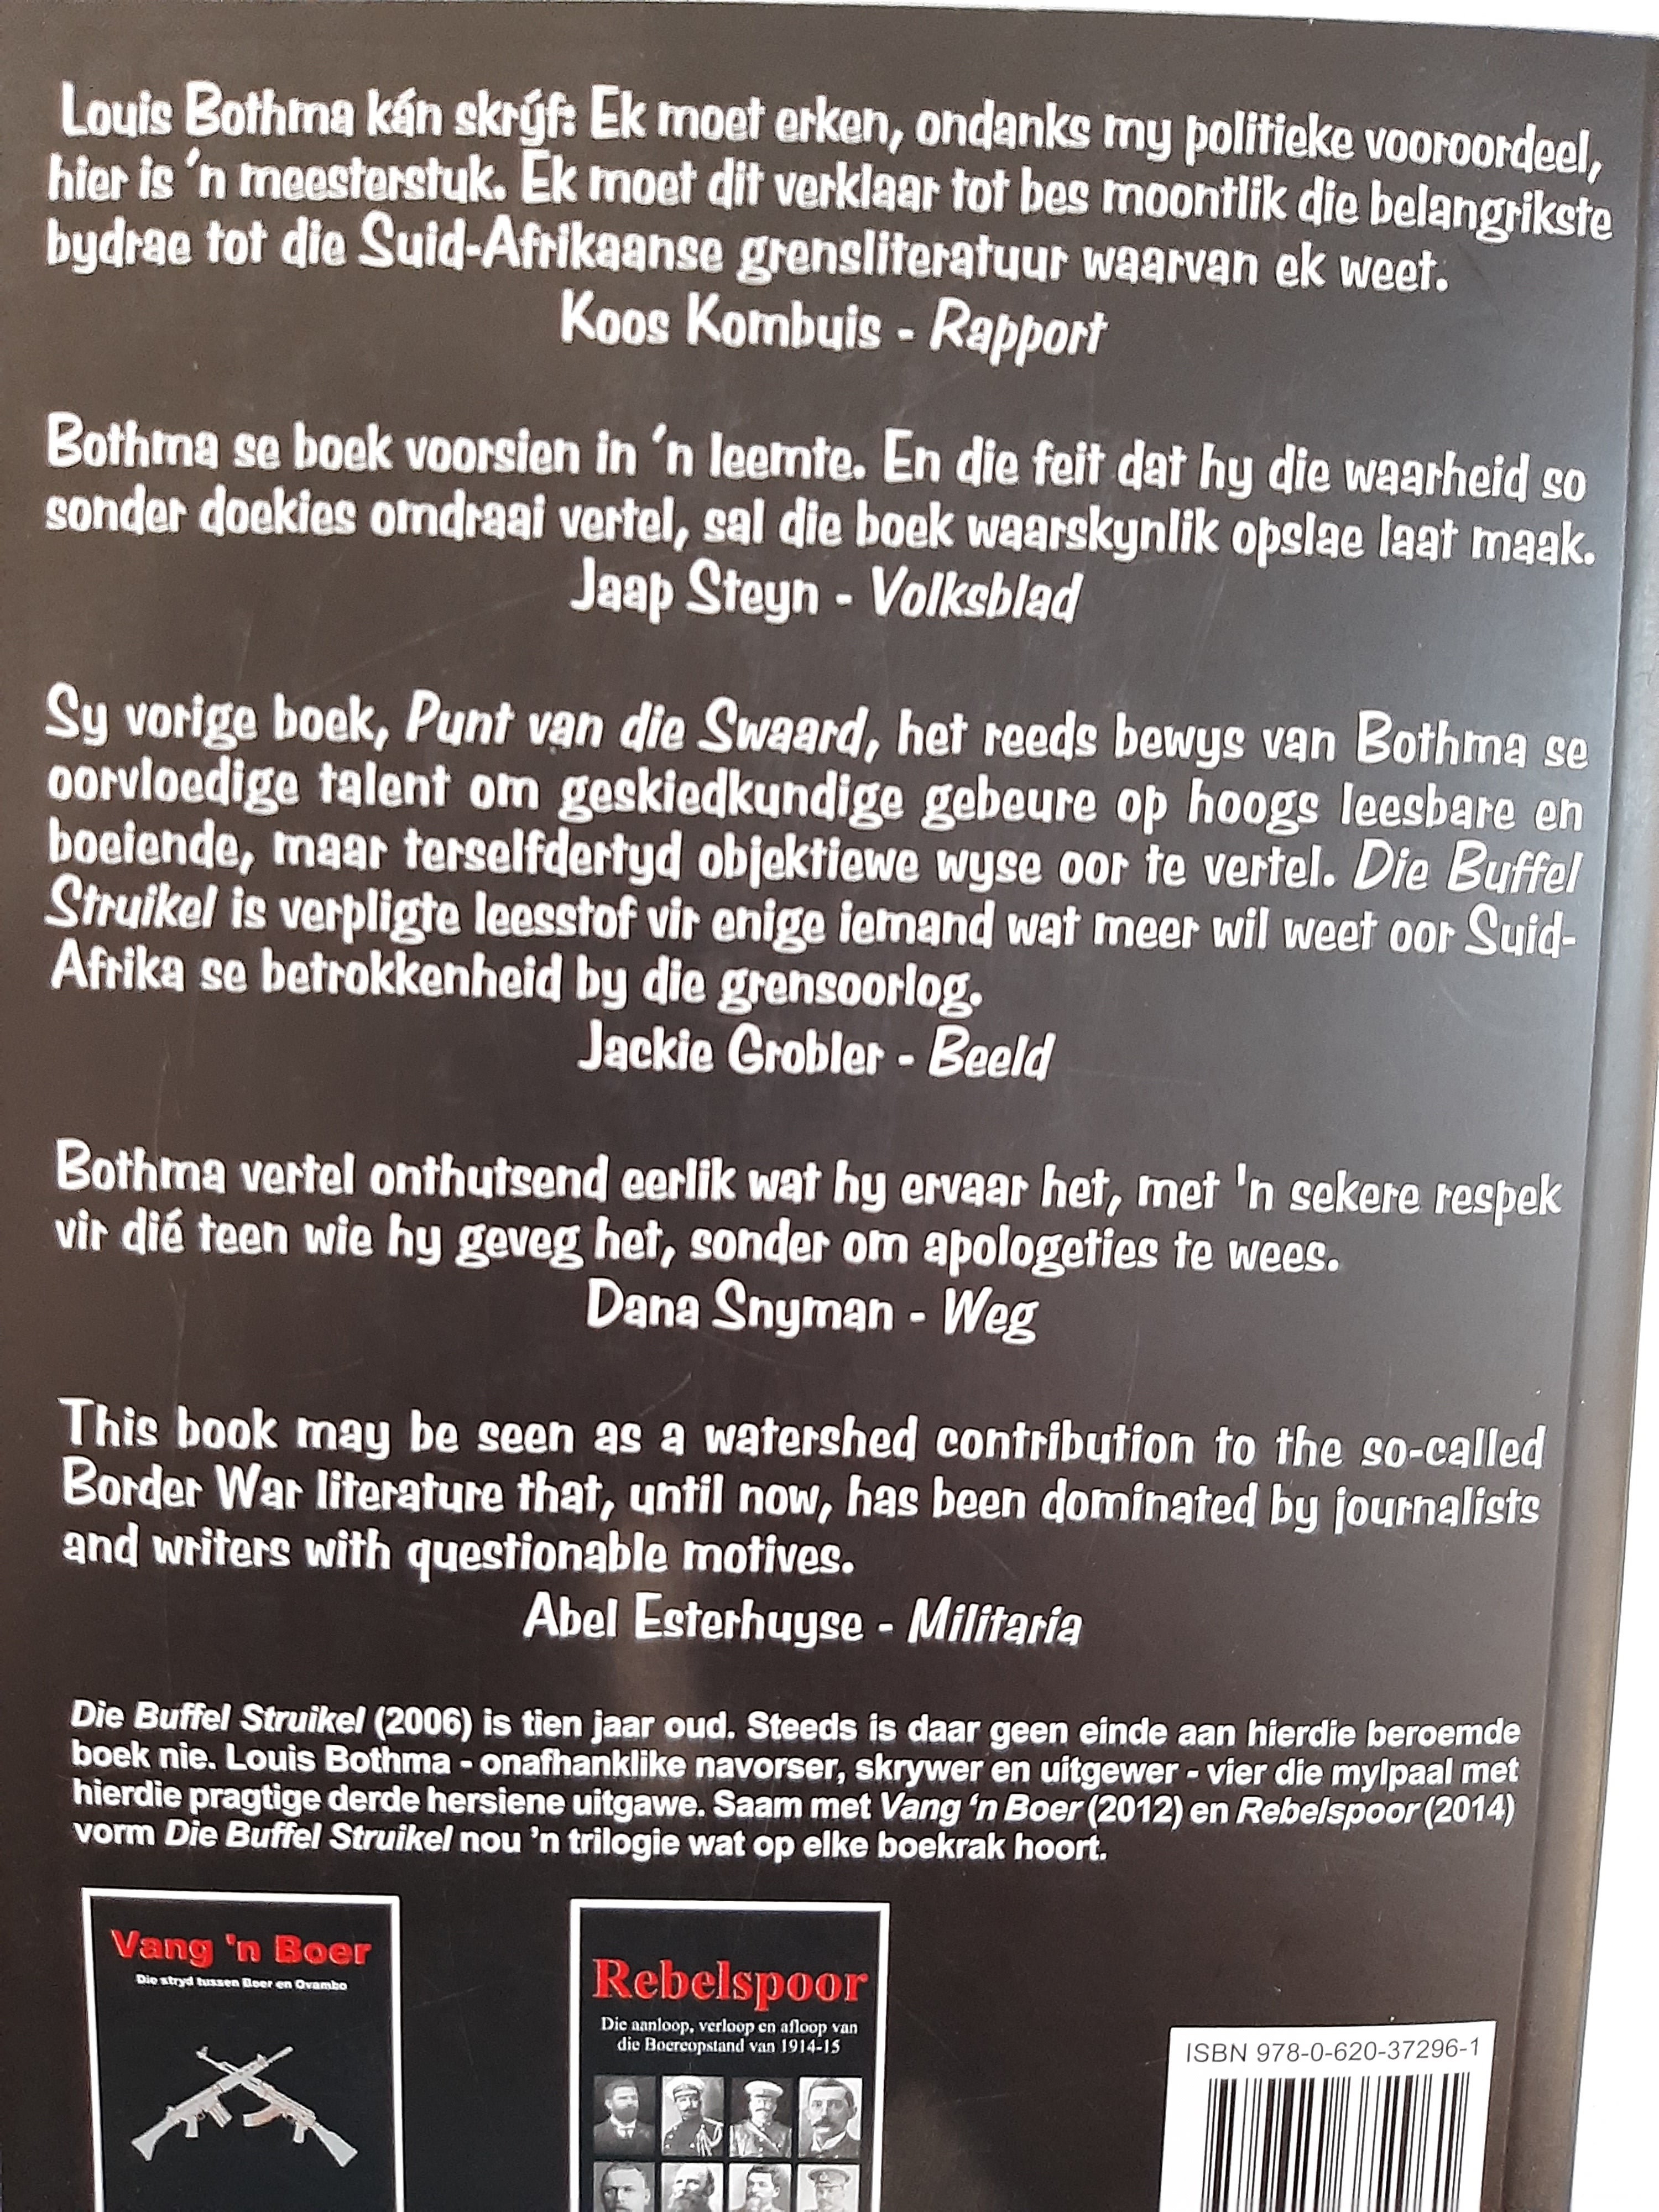 Louis Bothma kán skrýf: Ek moet erken, ondanks my politieke vooroordeel,
hier is 'n meesterstuk. Ek moet dit verklaar tot bes moontlik die belangrikste
bydrae tot die Suid-Afrikaanse grensliteratuur waarvan ek weet.
Koos Kombuis - Rapport
Bothma se boek voorsien in 'n leemte. En die feit dat hy die waarheid so
sonder doekies omdraai vertel, sal die boek waarskynlik opslae laat maak.
Jaap Steyn - Volksblad
Sy vorige boek, Punt van die Swaard, het reeds bewys van Bothma se
oorvloedige talent om geskiedkundige gebeure op hoogs leesbare en
boeiende, maar terselfdertyd objektiewe wyse oor te vertel. Die Buffel
Struikel is verpligte leesstof vir enige iemand wat meer wil weet oor Suid-
Afrika se betrokkenheid by die grensoorlog.
Jackie Grobler - Beeld
Bothma vertel onthutsend eerlik wat hy ervaar het, met 'n sekere respek
vir dié teen wie hy geveg het, sonder om apologeties te wees.
Dana Snyman - Weg
This book may be seen as a watershed contribution to the so-called
Border War literature that, until now, has been dominated by journalists
and writers with questionable motives.
Abel Esterhuyse - Militaria
Die Buffel Struikel (2006) is tien jaar oud. Steeds is daar geen einde aan hierdie beroemde
boek nie. Louis Bothma - onafhanklike navorser, skrywer en uitgewer - vier die mylpaal met
hierdie pragtige derde hersiene uitgawe. Saam met Vang 'n Boer (2012) en Rebelspoor (2014)
vorm Die Buffel Struikel nou 'n trilogie wat op elke boekrak hoort.
Vang 'n Boer
Die stryd tussen Boer en Ovambo
Rebelspoor
Die aanloop, verloop en afloop van
die Boereopstand van 1914-15
ISBN 978-0-620-37296-1